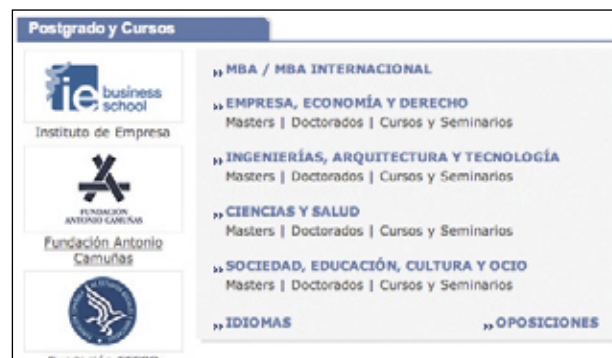 Postgrado y Cursos
ie business
school
Instituto de Empresa
FUNDACIÓN
ANTONIO CAMUÑAS
Fundación Antonio
Camuñas
» MBA / MBA INTERNACIONAL
» EMPRESA, ECONOMÍA Y DERECHO
Masters | Doctorados | Cursos y Seminarios
» INGENIERÍAS, ARQUITECTURA Y TECNOLOGÍA
Masters | Doctorados | Cursos y Seminarios
» CIENCIAS Y SALUD
Masters | Doctorados | Cursos y Seminarios
» SOCIEDAD, EDUCACIÓN, CULTURA Y OCIO
Masters | Doctorados | Cursos y Seminarios
» IDIOMAS » OPOSICIONES